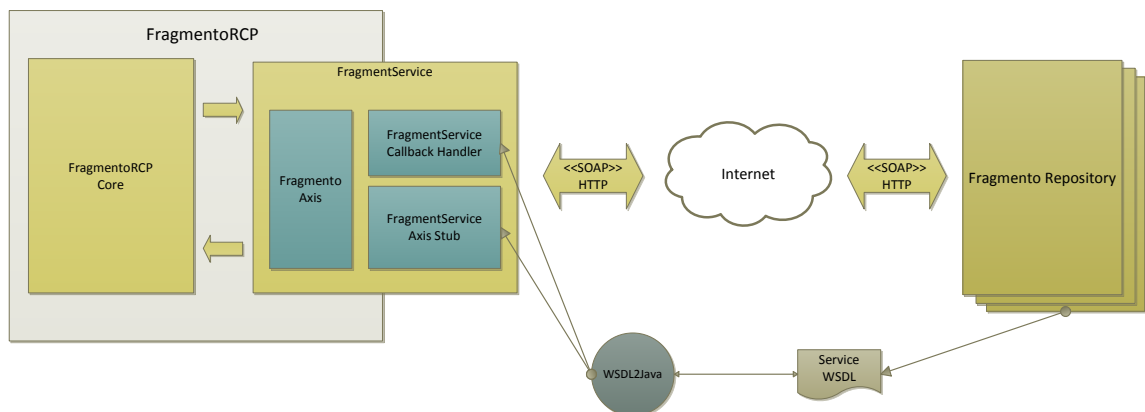 FragmentoRCP
FragmentService
FragmentoRCP
Core
Fragmento
Axis
FragmentService
Callback Handler
FragmentService
Axis Stub
<<SOAP>>
HTTP
Internet
<<SOAP>>
HTTP
Fragmento Repository
WSDL2Java
Service
WSDL